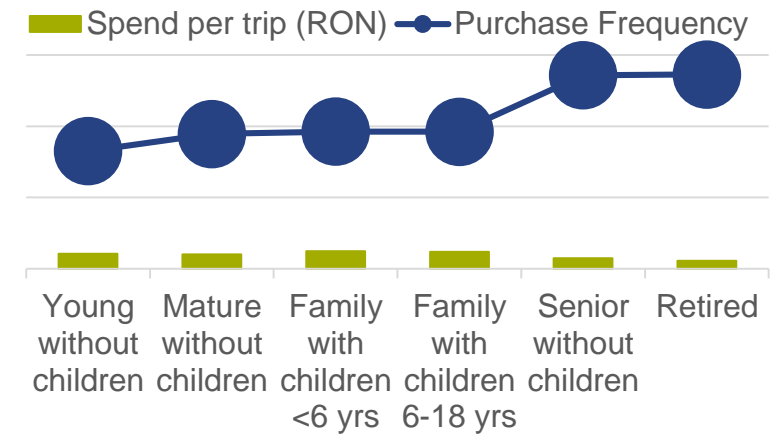 Spend per trip (RON) Purchase Frequency
Young without children
Mature without children
Family with children <6 yrs
Family with children 6-18 yrs
Senior without children
Retired